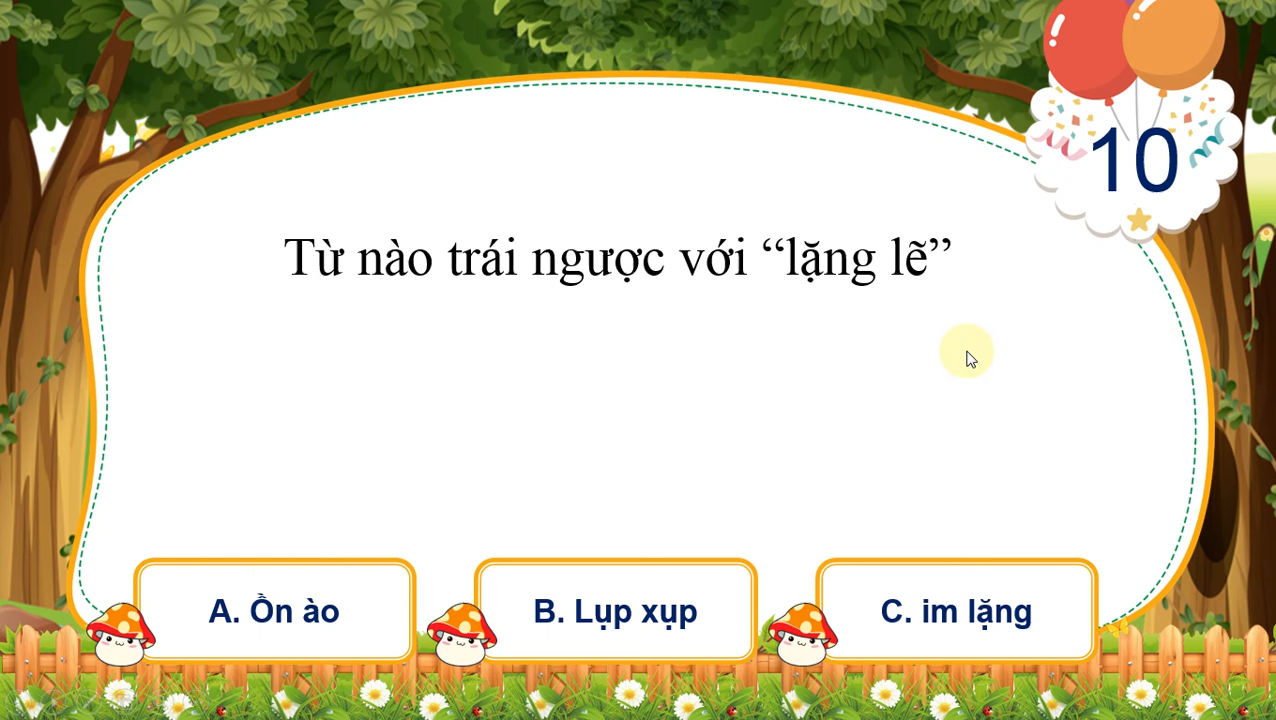 10
Từ nào trái ngược với “lặng lẽ”
A. Ồn ào
B. Lụp xụp
C. im lặng